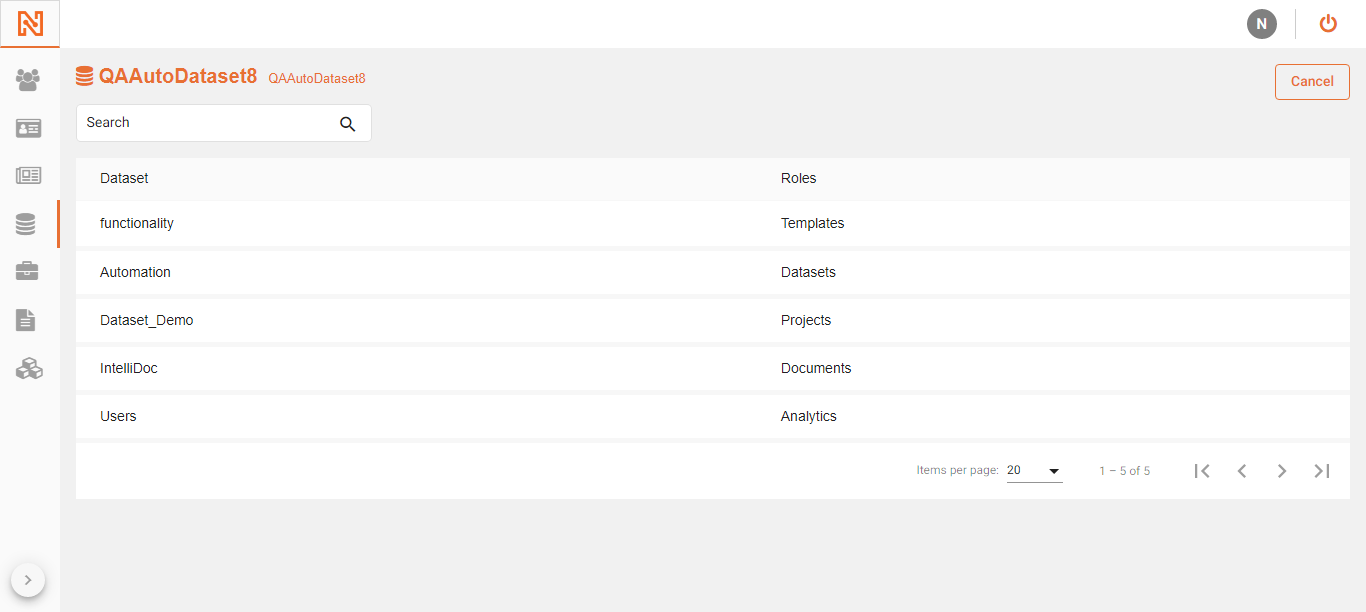 N
QAAutoDataset8 QAAutoDataset8
Cancel
Search
Dataset Roles
functionality Templates
Automation Datasets
Dataset_Demo Projects
IntelliDoc Documents
Users Analytics
Items per page: 20 1 – 5 of 5